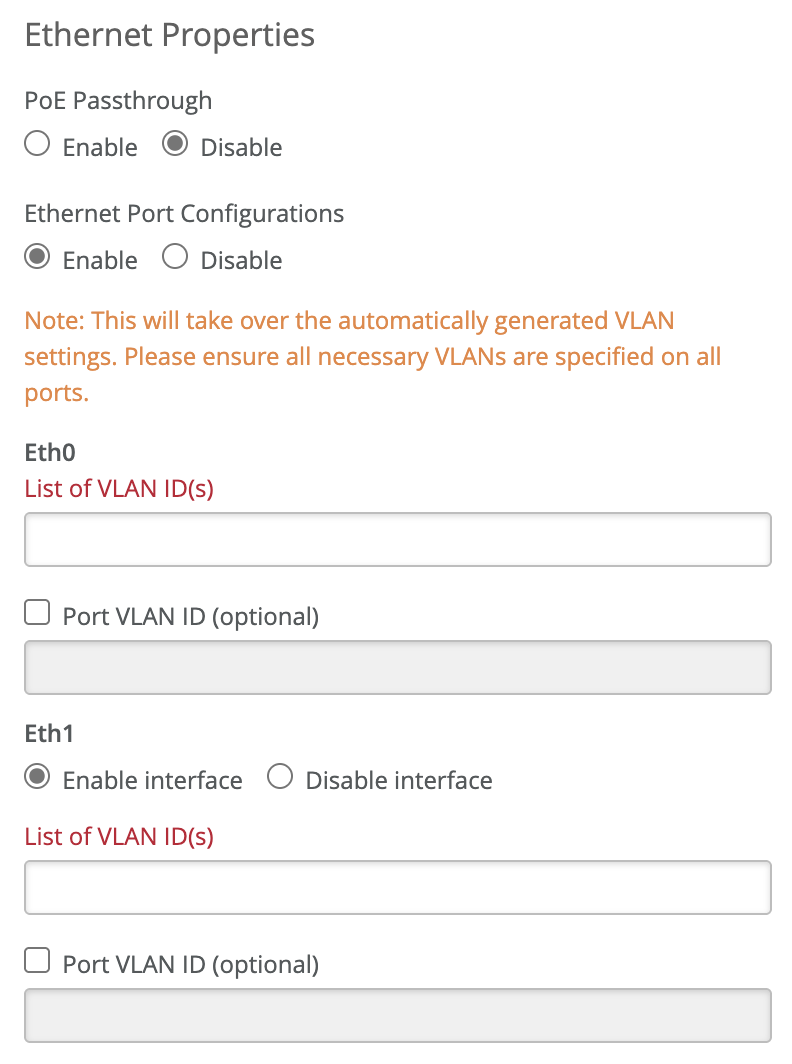 Ethernet Properties
PoE Passthrough
Enable Disable
Ethernet Port Configurations
Enable Disable
Note: This will take over the automatically generated VLAN
settings. Please ensure all necessary VLANs are specified on all
ports.
Eth0
List of VLAN ID(s)
Port VLAN ID (optional)
Eth1
Enable interface Disable interface
List of VLAN ID(s)
Port VLAN ID (optional)